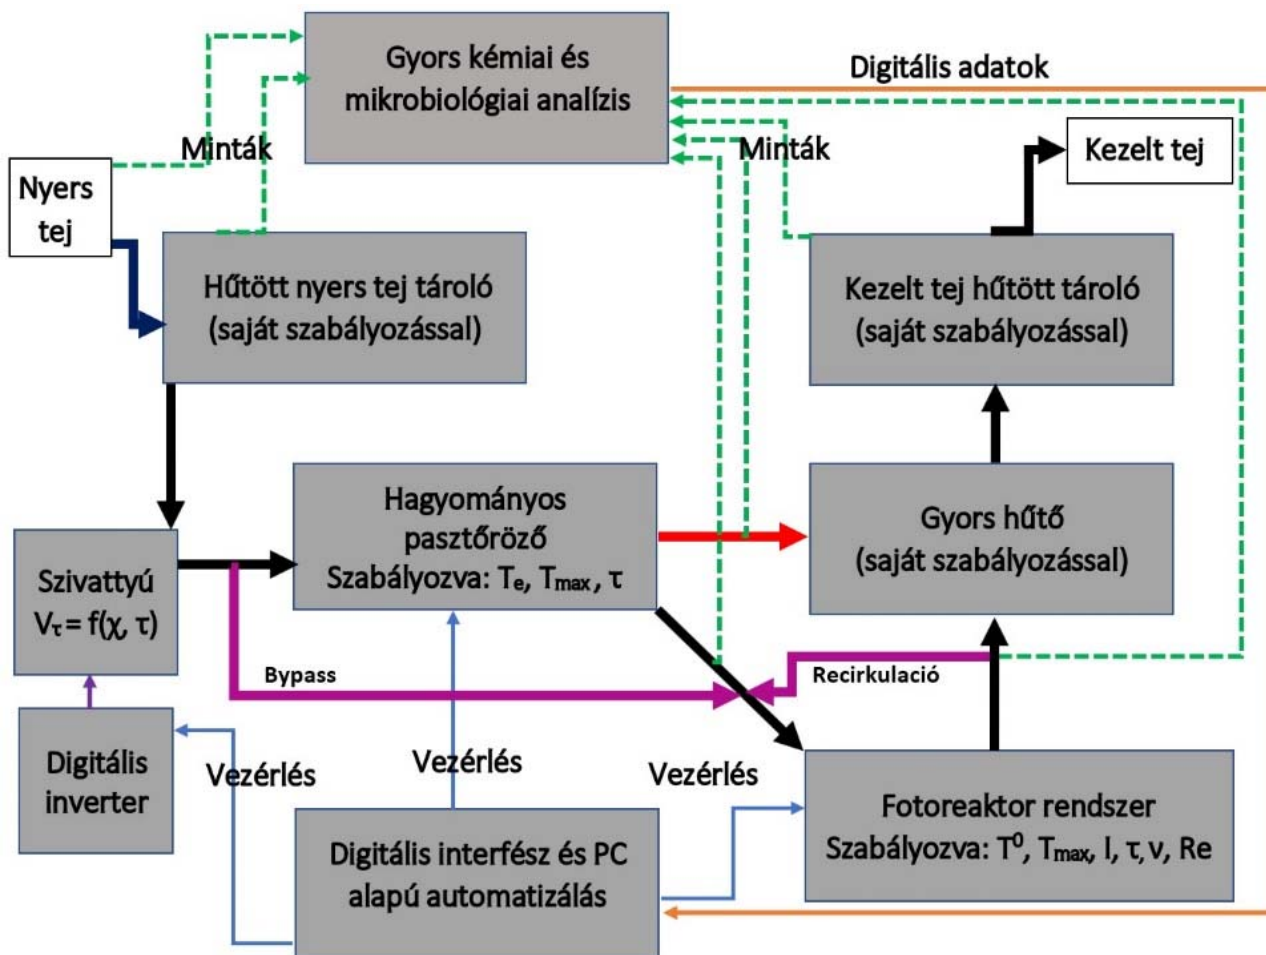 Gyors kémiai és
mikrobiológiai analízis
Digitális adatok
Minták
Minták
Nyers
tej
Kezelt tej
Hűtött nyers tej tároló
(saját szabályozással)
Kezelt tej hűtött tároló
(saját szabályozással)
Hagyományos
pasztőröző
Szabályozva: Te, Tmax, τ
Gyors hűtő
(saját szabályozással)
Szivattyú
Vτ = f(χ, τ)
Bypass
Recirkuláció
Digitális
inverter
Vezérlés
Vezérlés
Vezérlés
Digitális interfész és PC
alapú automatizálás
Fotoreaktor rendszer
Szabályozva: T⁰, Tmax, I, τ, ν, Re